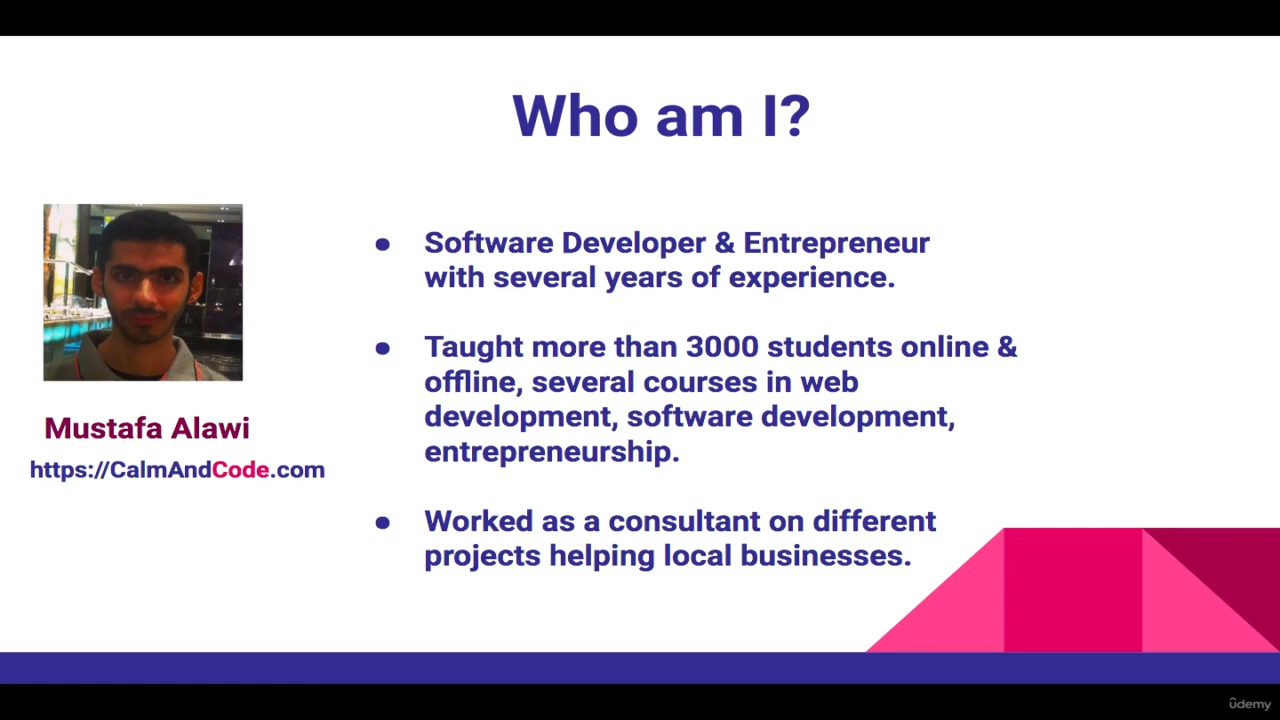 Who am I?
Mustafa Alawi
https://CalmAndCode.com
● Software Developer & Entrepreneur
with several years of experience.
● Taught more than 3000 students online &
offline, several courses in web
development, software development,
entrepreneurship.
● Worked as a consultant on different
projects helping local businesses.
ûdemy